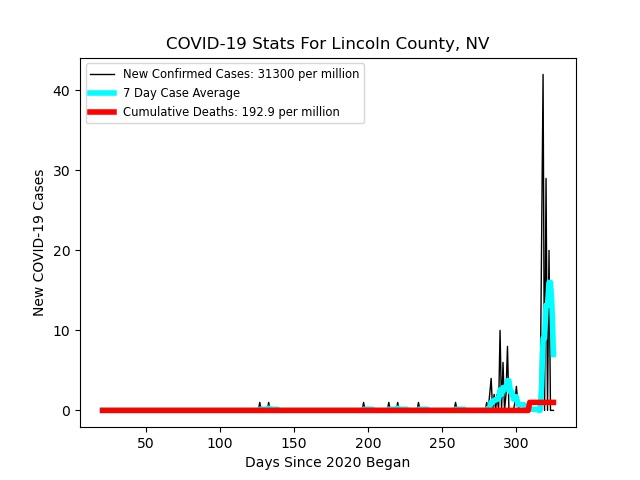 COVID-19 Stats For Lincoln County, NV
New Confirmed Cases: 31300 per million
7 Day Case Average
Cumulative Deaths: 192.9 per million
New COVID-19 Cases
40
30
20
10
0
50 100 150 200 250 300
Days Since 2020 Began